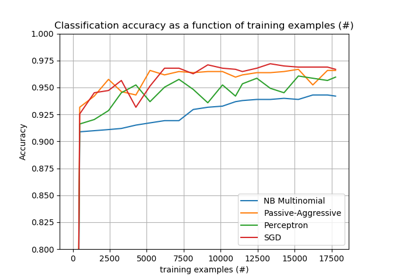 Classification accuracy as a function of training examples (#)
1.000
0.975
0.950
0.925
0.900
0.875
0.850
0.825
0.800
Accuracy
NB Multinomial
Passive-Aggressive
Perceptron
SGD
0 2500 5000 7500 10000 12500 15000 17500
training examples (#)